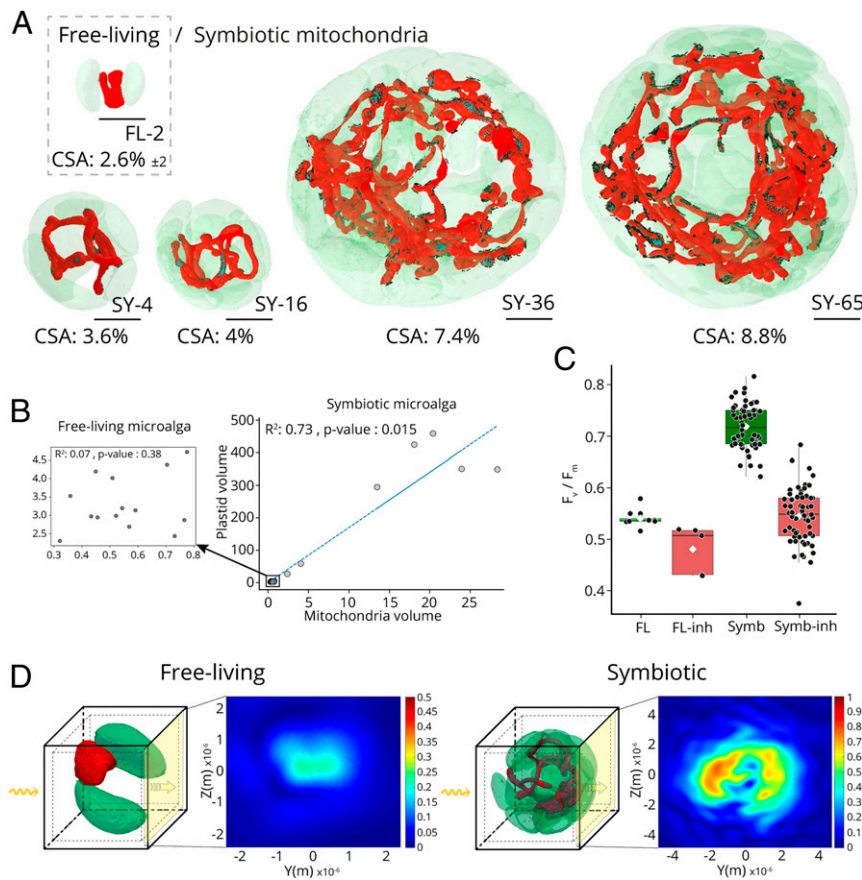 A
Free-living / Symbiotic mitochondria
FL-2
CSA: 2.6% ±2
SY-4
CSA: 3.6%
SY-16
CSA: 4%
SY-36
CSA: 7.4%
SY-65
CSA: 8.8%
B
Free-living microalga
R²: 0.07 , p-value : 0.38
4.5
4.0
3.5
3.0
2.5
0.3 0.4 0.5 0.6 0.7 0.8
Symbiotic microalga
R²: 0.73 , p-value : 0.015
Plastid volume
500
400
300
200
100
0
0 5 10 15 20 25
Mitochondria volume
C
Fv / Fm
0.8
0.7
0.6
0.5
0.4
FL FL-inh Symb Symb-inh
D
Free-living
Z(m) x10⁻⁶
2
1
0
-1
-2
-2 0 2
Y(m) x10⁻⁶
0.5
0.45
0.4
0.35
0.3
0.25
0.2
0.15
0.1
0.05
0
Symbiotic
Z(m) x10⁻⁶
4
2
0
-2
-4
-4 -2 0 2 4
Y(m) x10⁻⁶
1
0.9
0.8
0.7
0.6
0.5
0.4
0.3
0.2
0.1
0